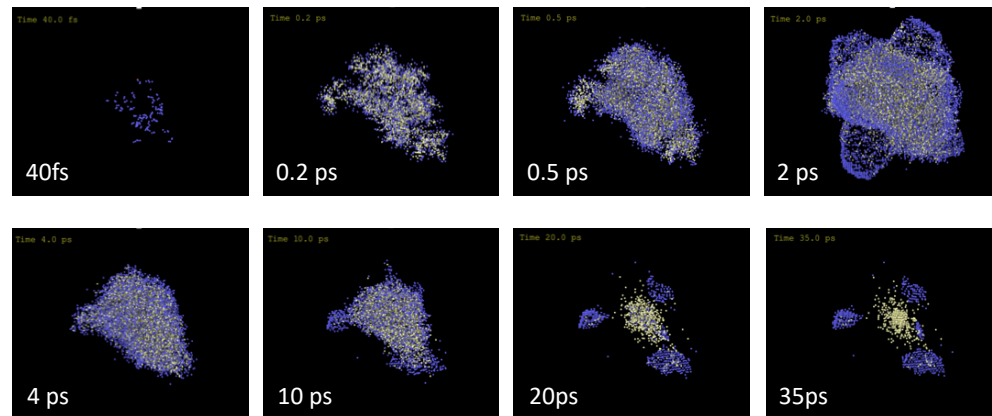 Time 40.0 fs
40fs
Time 0.2 ps
0.2 ps
Time 0.5 ps
0.5 ps
Time 2.0 ps
2 ps
Time 4.0 ps
4 ps
Time 10.0 ps
10 ps
Time 20.0 ps
20ps
Time 35.0 ps
35ps